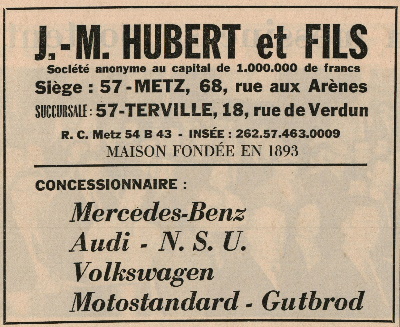 J.-M. HUBERT et FILS
Société anonyme au capital de 1.000.000 de francs
Siège : 57 - METZ, 68, rue aux Arènes
SUCCURSALE : 57-TERVILLE, 18, rue de Verdun
R. C. Metz 54 B 43 - INSÉE : 262.57.463.0009
MAISON FONDÉE EN 1893
CONCESSIONNAIRE :
Mercédes-Benz
Audi - N. S. U.
Volkswagen
Motostandard - Gutbrod